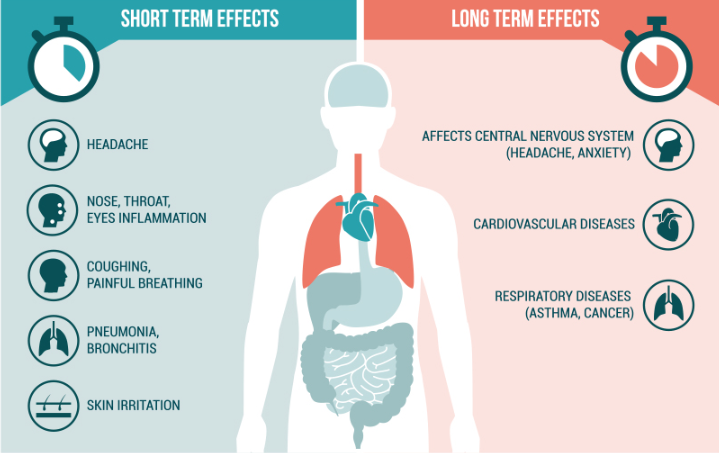 SHORT TERM EFFECTS
HEADACHE
NOSE, THROAT,
EYES INFLAMMATION
COUGHING,
PAINFUL BREATHING
PNEUMONIA,
BRONCHITIS
SKIN IRRITATION
LONG TERM EFFECTS
AFFECTS CENTRAL NERVOUS SYSTEM
(HEADACHE, ANXIETY)
CARDIOVASCULAR DISEASES
RESPIRATORY DISEASES
(ASTHMA, CANCER)